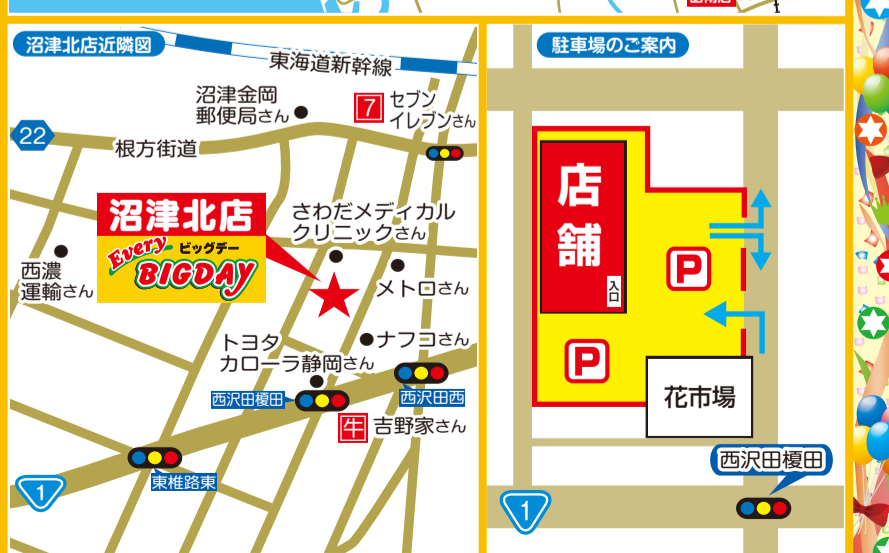 沼津北店近隣図
東海道新幹線
沼津金岡
郵便局さん
7
セブン
イレブンさん
22
根方街道
沼津北店
Every
ビッグデー
BIGDAY
さわだメディカル
クリニックさん
西濃
運輸さん
メトロさん
トヨタ
カローラ静岡さん
ナフコさん
西沢田榎田
西沢田西
牛
吉野家さん
東椎路東
1
駐車場のご案内
店舗
入口
P
P
花市場
西沢田榎田
1